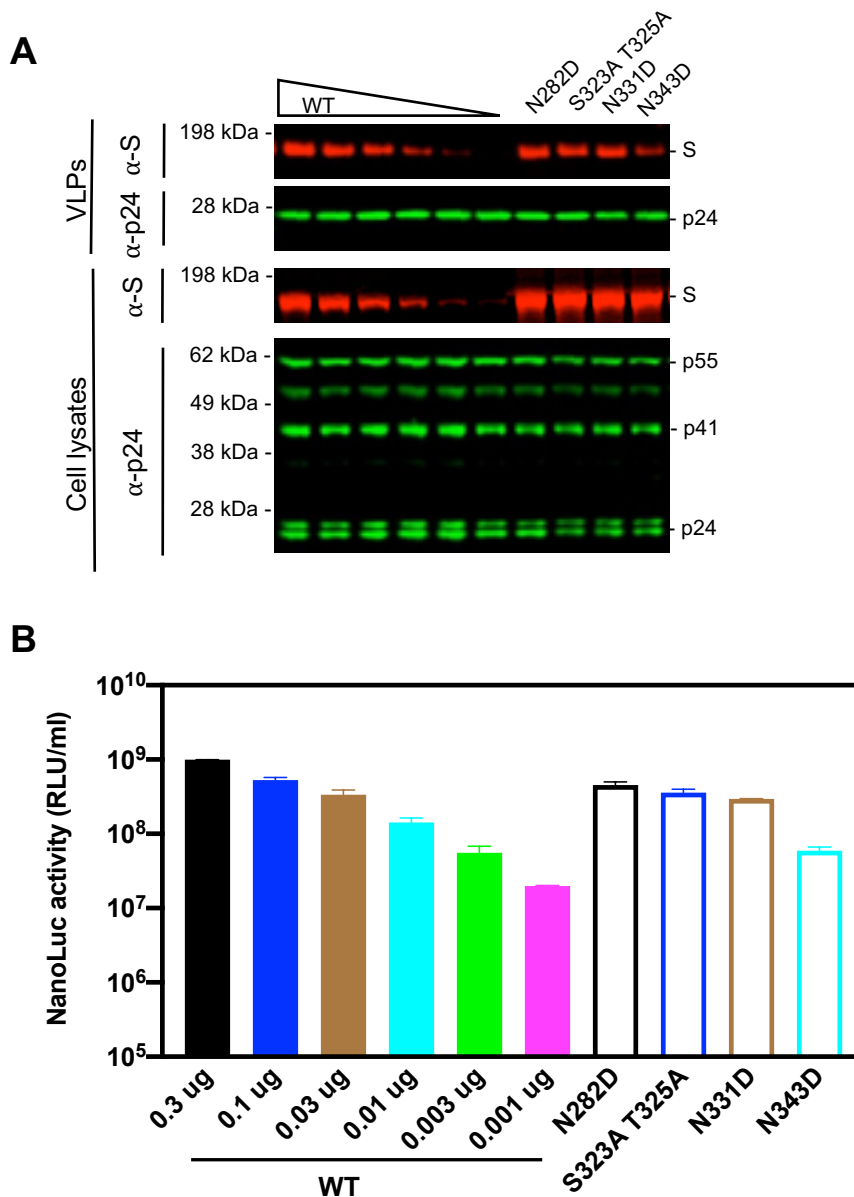 A
WT
N282D
S323A T325A
N331D
N343D
VLPs
α-S
198 kDa -
- S
α-p24
28 kDa -
- p24
Cell lysates
α-S
198 kDa -
- S
α-p24
62 kDa -
- p55
49 kDa -
- p41
38 kDa -
28 kDa -
- p24
B
NanoLuc activity (RLU/ml)
10¹⁰
10⁹
10⁸
10⁷
10⁶
10⁵
0.3 ug
0.1 ug
0.03 ug
0.01 ug
0.003 ug
0.001 ug
N282D
S323A T325A
N331D
N343D
WT